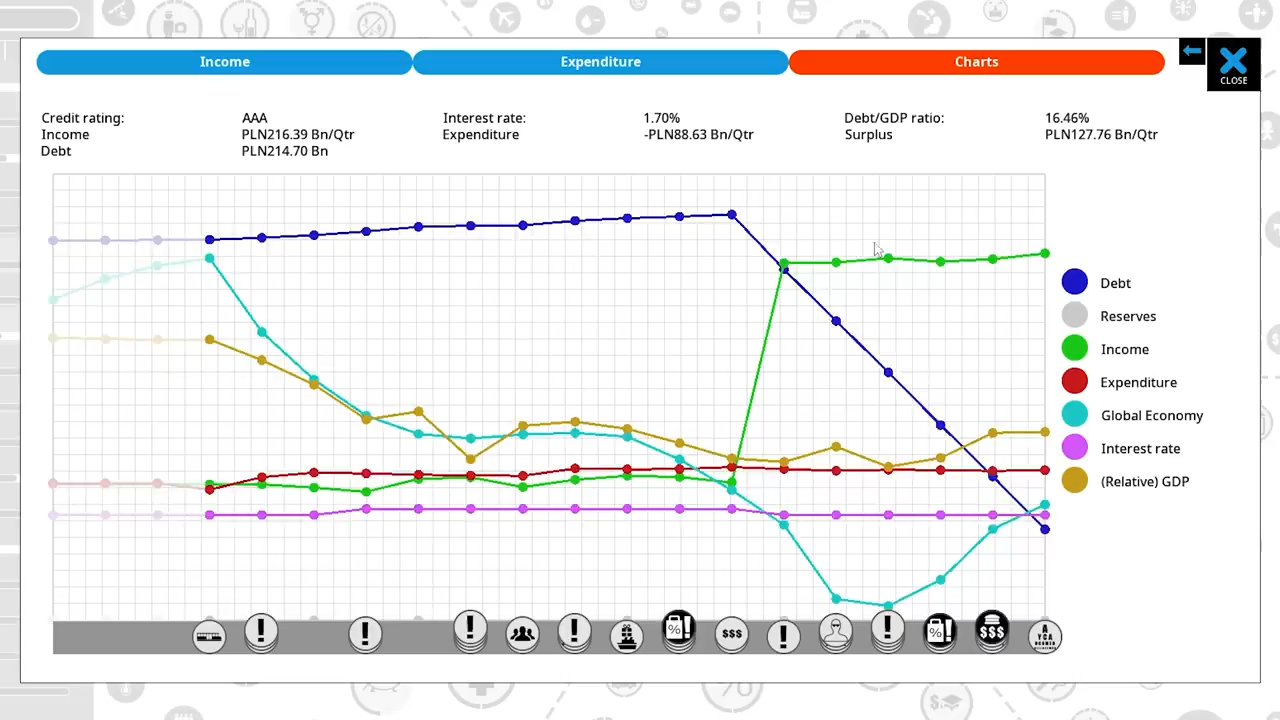 Income Expenditure Charts
CLOSE
Credit rating: AAA Interest rate: 1.70% Debt/GDP ratio: 16.46%
Income PLN216.39 Bn/Qtr Expenditure -PLN88.63 Bn/Qtr Surplus PLN127.76 Bn/Qtr
Debt PLN214.70 Bn
Debt
Reserves
Income
Expenditure
Global Economy
Interest rate
(Relative) GDP